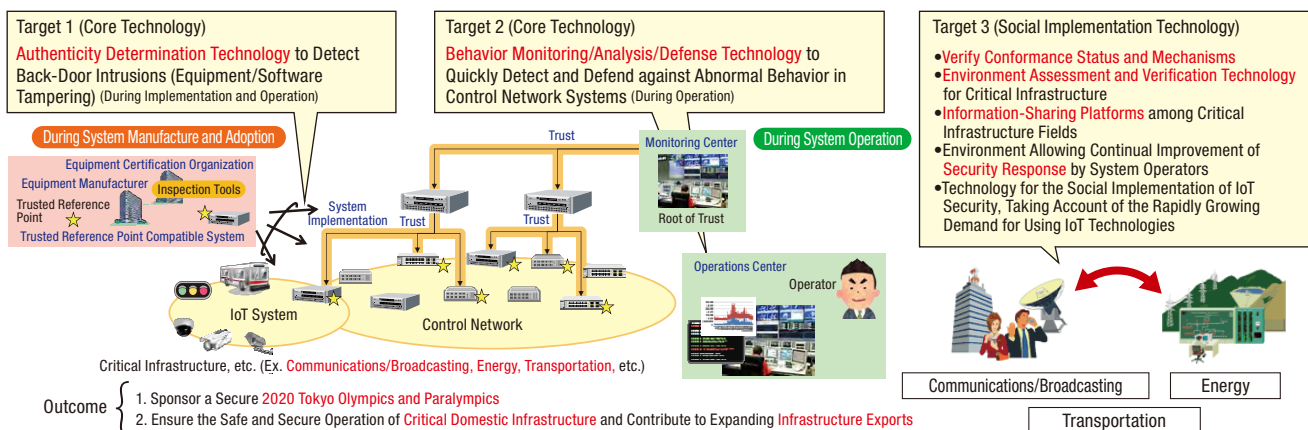 Target 1 (Core Technology)
Authenticity Determination Technology to Detect
Back-Door Intrusions (Equipment/Software
Tampering) (During Implementation and Operation)
Target 2 (Core Technology)
Behavior Monitoring/Analysis/Defense Technology to
Quickly Detect and Defend against Abnormal Behavior in
Control Network Systems (During Operation)
Target 3 (Social Implementation Technology)
•Verify Conformance Status and Mechanisms
•Environment Assessment and Verification Technology
for Critical Infrastructure
•Information-Sharing Platforms among Critical
Infrastructure Fields
•Environment Allowing Continual Improvement of
Security Response by System Operators
•Technology for the Social Implementation of IoT
Security, Taking Account of the Rapidly Growing
Demand for Using IoT Technologies
During System Manufacture and Adoption
Equipment Certification Organization
Equipment Manufacturer
Inspection Tools
Trusted Reference
Point
Trusted Reference Point Compatible System
System
Implementation
Trust
Trust
Trust
Monitoring Center
Root of Trust
During System Operation
Operations Center
Operator
IoT System
Control Network
Critical Infrastructure, etc. (Ex. Communications/Broadcasting, Energy, Transportation, etc.)
Outcome
1. Sponsor a Secure 2020 Tokyo Olympics and Paralympics
2. Ensure the Safe and Secure Operation of Critical Domestic Infrastructure and Contribute to Expanding Infrastructure Exports
Communications/Broadcasting
Energy
Transportation